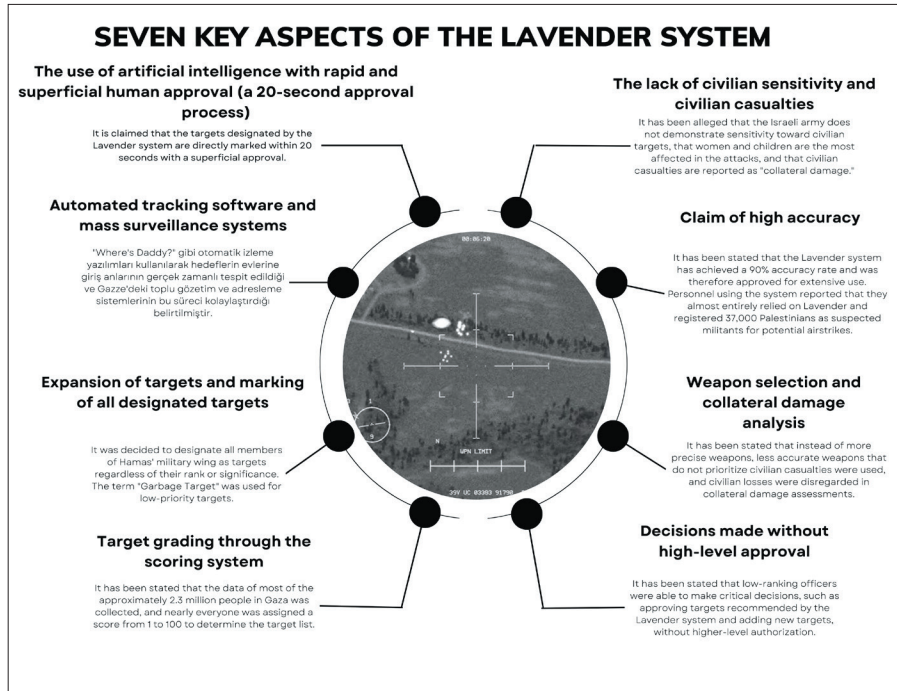 SEVEN KEY ASPECTS OF THE LAVENDER SYSTEM
The use of artificial intelligence with rapid and
superficial human approval (a 20-second approval
process)
It is claimed that the targets designated by the
Lavender system are directly marked within 20
seconds with a superficial approval.
Automated tracking software and
mass surveillance systems
"Where's Daddy?" gibi otomatik izleme
yazılımları kullanılarak hedeflerin evlerine
giriş anlarının gerçek zamanlı tespit edildiği
ve Gazze'deki toplu gözetim ve adresleme
sistemlerinin bu süreci kolaylaştırdığı
belirtilmiştir.
Expansion of targets and marking
of all designated targets
It was decided to designate all members
of Hamas' military wing as targets
regardless of their rank or significance.
The term "Garbage Target" was used for
low-priority targets.
Target grading through the
scoring system
It has been stated that the data of most of the
approximately 2.3 million people in Gaza was
collected, and nearly everyone was assigned a
score from 1 to 100 to determine the target list.
The lack of civilian sensitivity and
civilian casualties
It has been alleged that the Israeli army does
not demonstrate sensitivity toward civilian
targets, that women and children are the most
affected in the attacks, and that civilian
casualties are reported as "collateral damage."
Claim of high accuracy
It has been stated that the Lavender system
has achieved a 90% accuracy rate and was
therefore approved for extensive use.
Personnel using the system reported that they
almost entirely relied on Lavender and
registered 37,000 Palestinians as suspected
militants for potential airstrikes.
Weapon selection and
collateral damage
analysis
It has been stated that instead of more
precise weapons, less accurate weapons that
do not prioritize civilian casualties were used,
and civilian losses were disregarded in
collateral damage assessments.
Decisions made without
high-level approval
It has been stated that low-ranking officers
were able to make critical decisions, such as
approving targets recommended by the
Lavender system and adding new targets,
without higher-level authorization.
00:06:20
N
WPN LIMIT